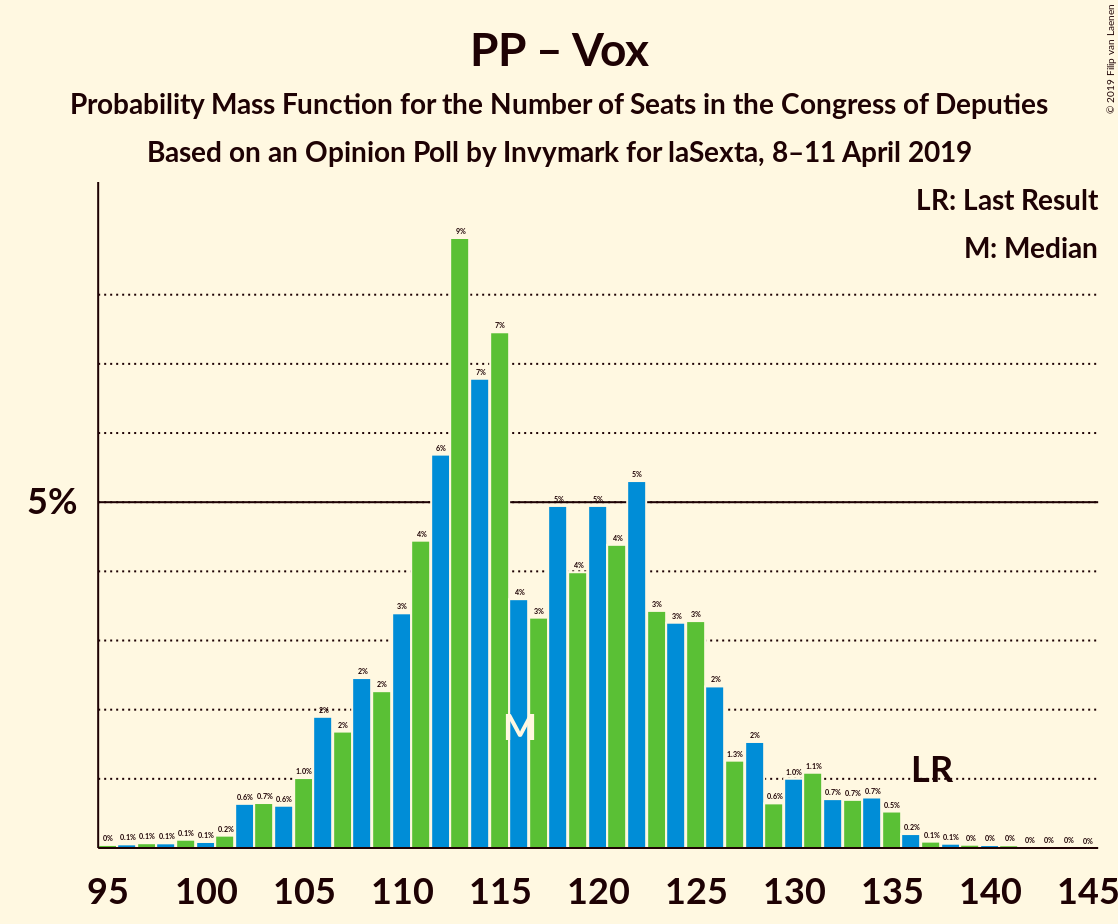 PP – Vox
Probability Mass Function for the Number of Seats in the Congress of Deputies
Based on an Opinion Poll by Invymark for laSexta, 8–11 April 2019
© 2019 Filip van Laenen
LR: Last Result
M: Median
5%
0% 0.1% 0.1% 0.1% 0.1% 0.1% 0.2% 0.6% 0.7% 0.6% 1.0% 2% 2% 2% 2% 3% 4% 6% 9% 7% 7% 4% 3% 5% 4% 5% 4% 5% 3% 3% 3% 2% 1.3% 2% 0.6% 1.0% 1.1% 0.7% 0.7% 0.7% 0.5% 0.2% 0.1% 0.1% 0% 0% 0% 0% 0% 0% 0%
M
LR
95 100 105 110 115 120 125 130 135 140 145